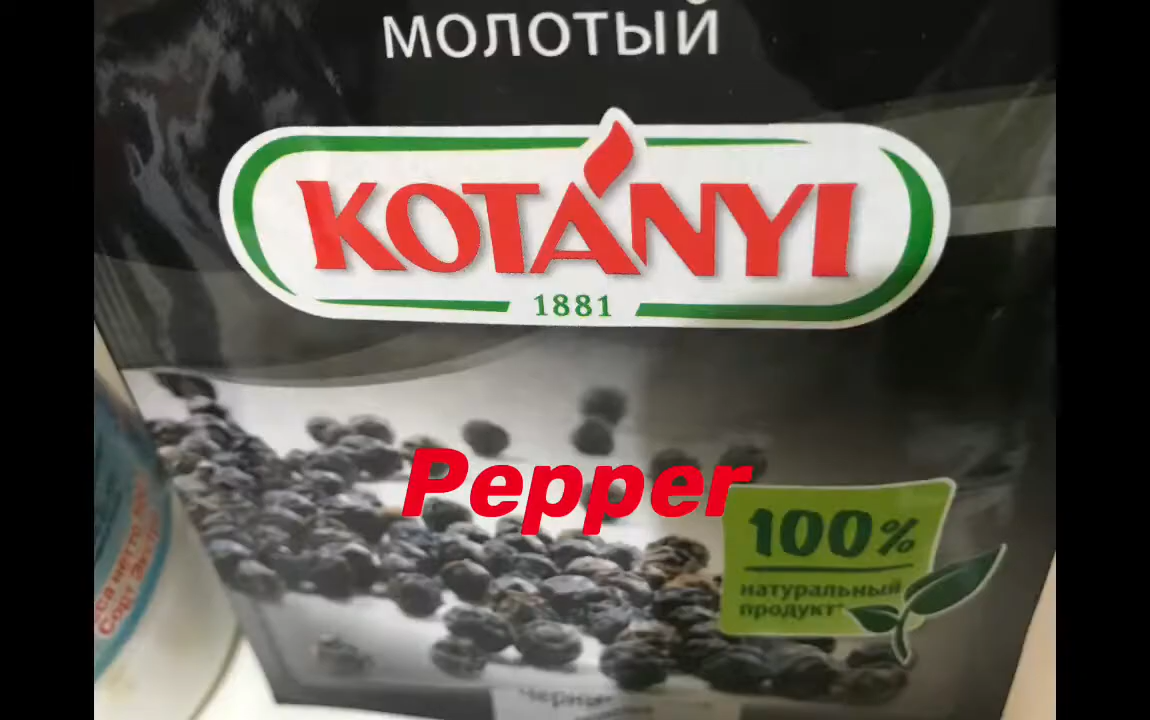 МОЛОТЫЙ
KOTÁNYI
1881
Pepper
100%
натуральный
продукт*